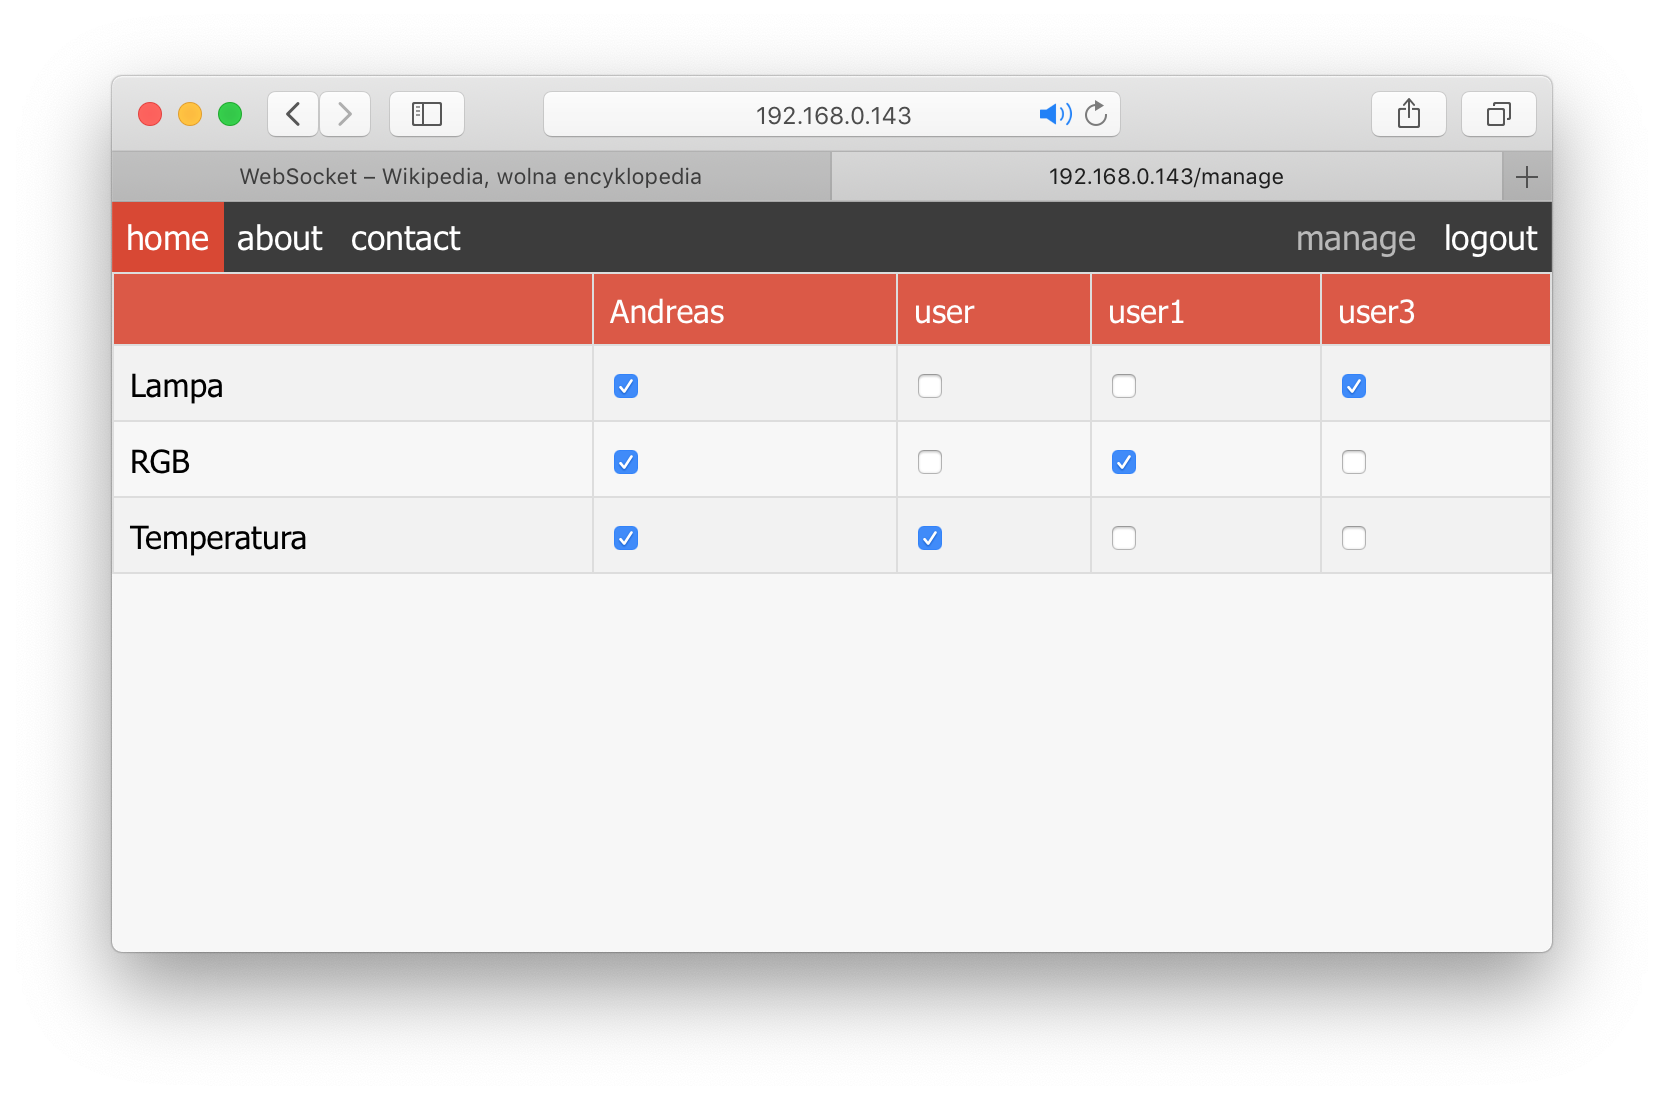 192.168.0.143
WebSocket – Wikipedia, wolna encyklopedia 192.168.0.143/manage
home about contact manage logout
Andreas user user1 user3
Lampa
RGB
Temperatura